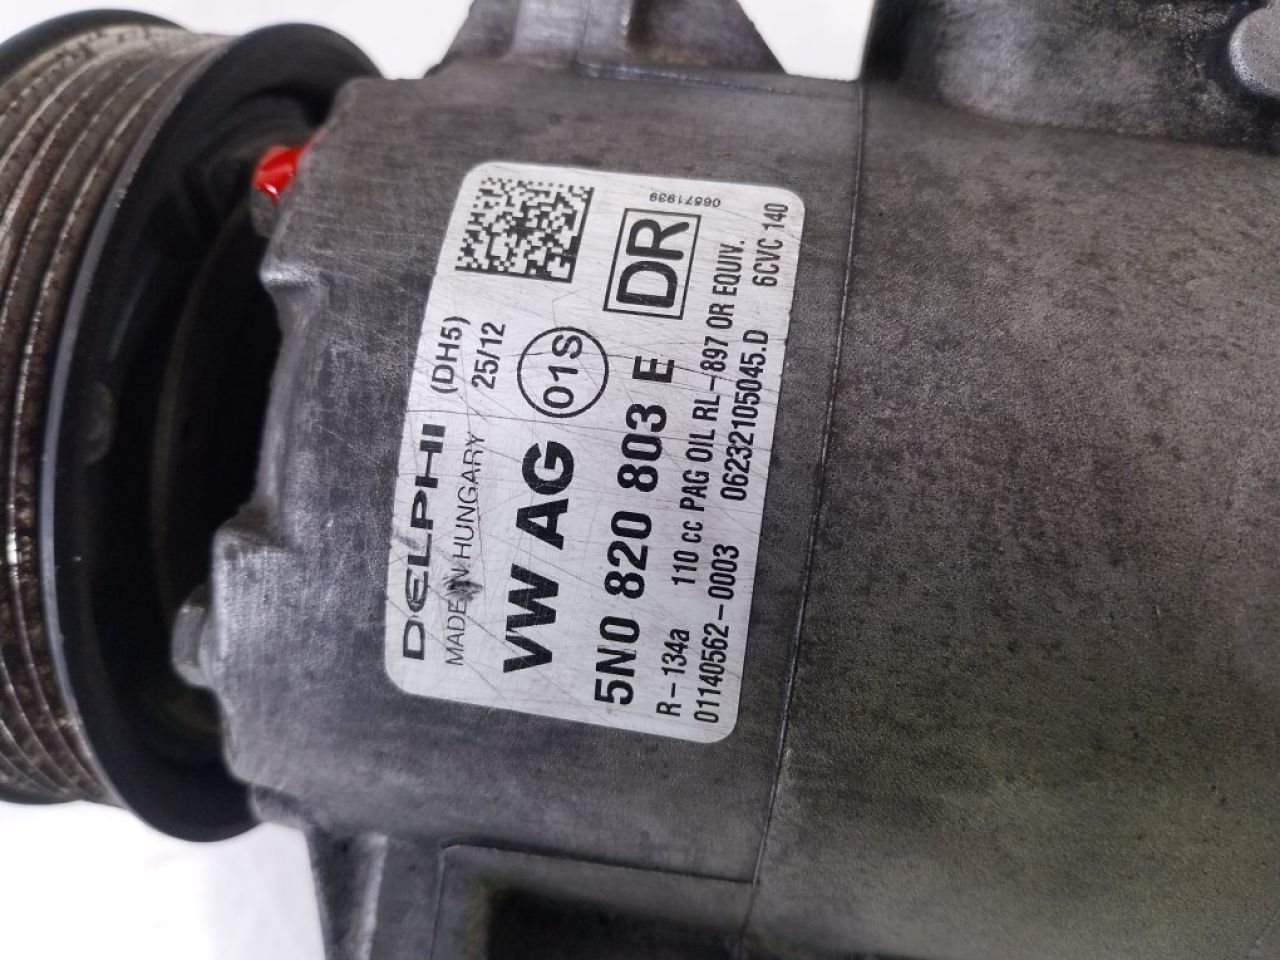 DELPHI (DH5)
MADE IN HUNGARY 25/12
VW AG 01S
5N0 820 803 E
DR
06571939
R-134a 110 cc PAG OIL RL-897 OR EQUIV.
01140562-0003 06232105045.D 6CVC 140